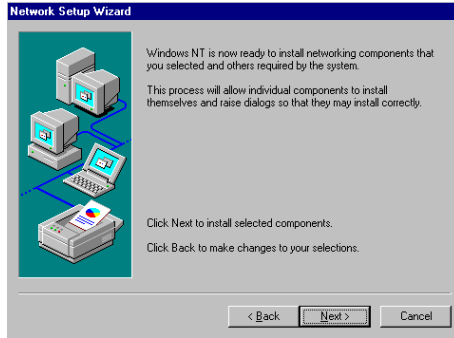 Network Setup Wizard
Windows NT is now ready to install networking components that
you selected and others required by the system.
This process will allow individual components to install
themselves and raise dialogs so that they may install correctly.
Click Next to install selected components.
Click Back to make changes to your selections.
< Back
Next >
Cancel